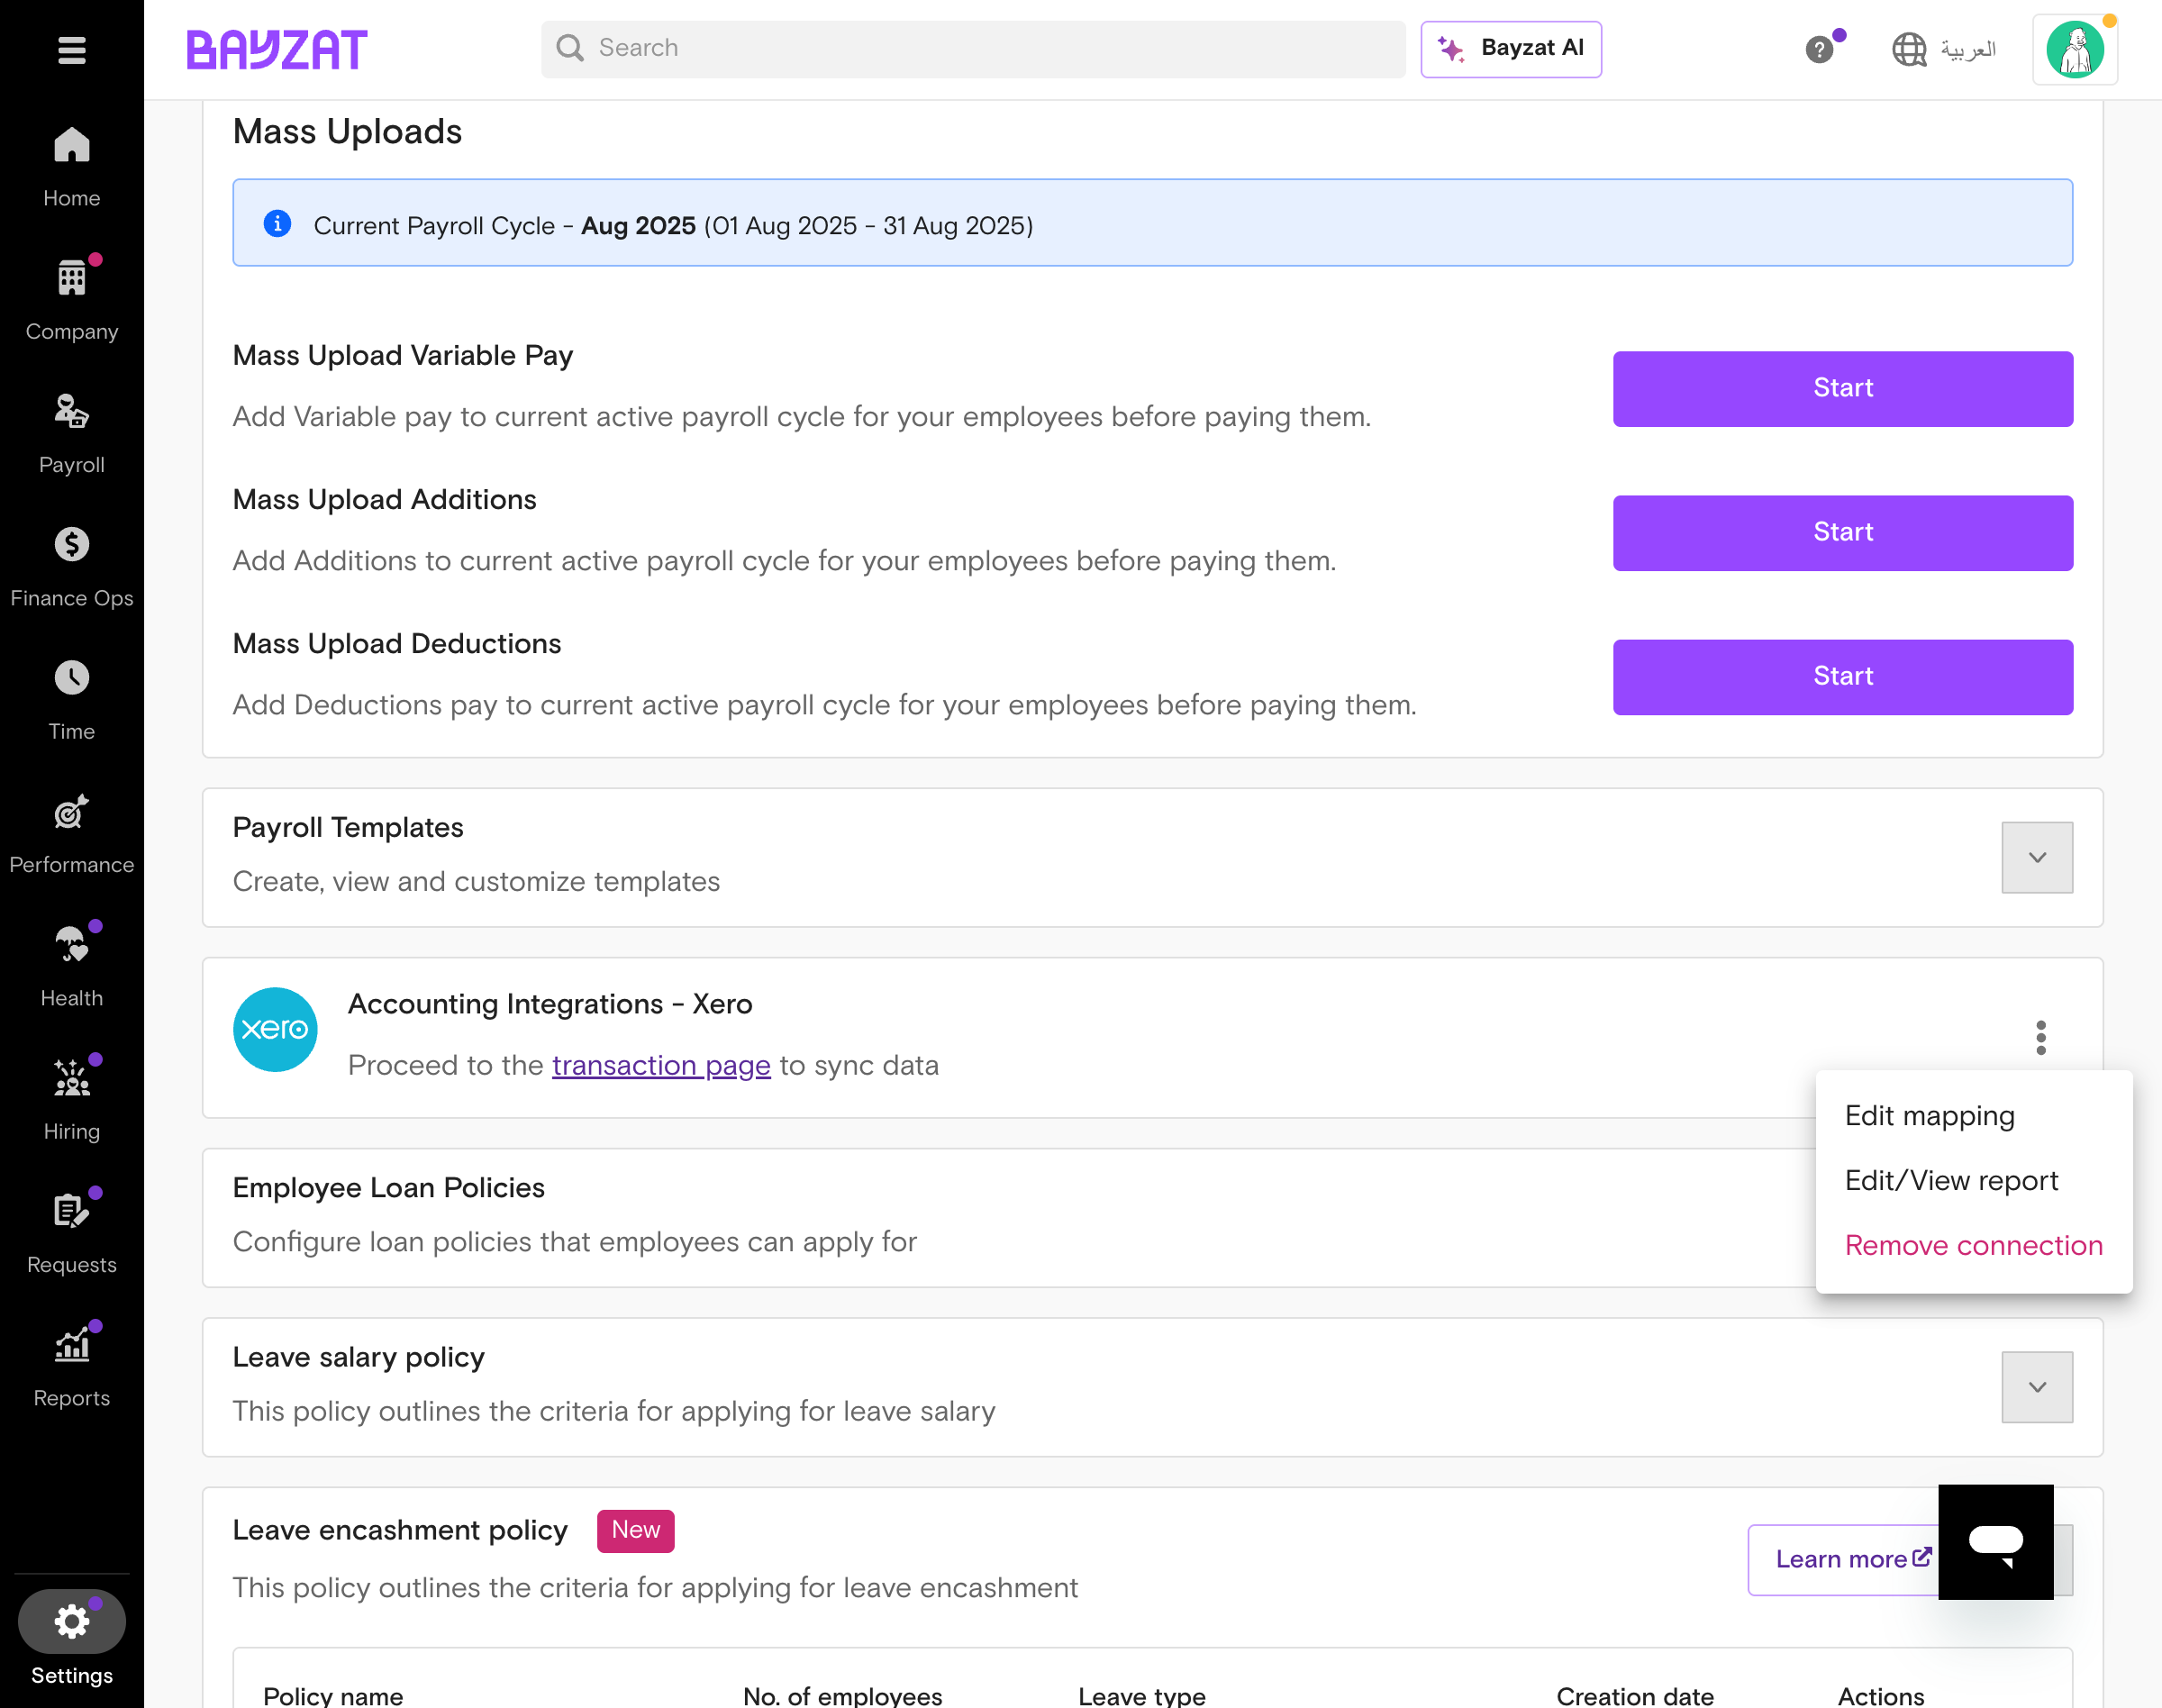 BAYZAT
Search
Bayzat AI
العربية
Home
Company
Payroll
Finance Ops
Time
Performance
Health
Hiring
Requests
Reports
Settings
Mass Uploads
Current Payroll Cycle - Aug 2025 (01 Aug 2025 - 31 Aug 2025)
Mass Upload Variable Pay
Add Variable pay to current active payroll cycle for your employees before paying them.
Start
Mass Upload Additions
Add Additions to current active payroll cycle for your employees before paying them.
Start
Mass Upload Deductions
Add Deductions pay to current active payroll cycle for your employees before paying them.
Start
Payroll Templates
Create, view and customize templates
xero
Accounting Integrations - Xero
Proceed to the transaction page to sync data
Edit mapping
Edit/View report
Remove connection
Employee Loan Policies
Configure loan policies that employees can apply for
Leave salary policy
This policy outlines the criteria for applying for leave salary
Leave encashment policy New
This policy outlines the criteria for applying for leave encashment
Learn more
Policy name No. of employees Leave type Creation date Actions